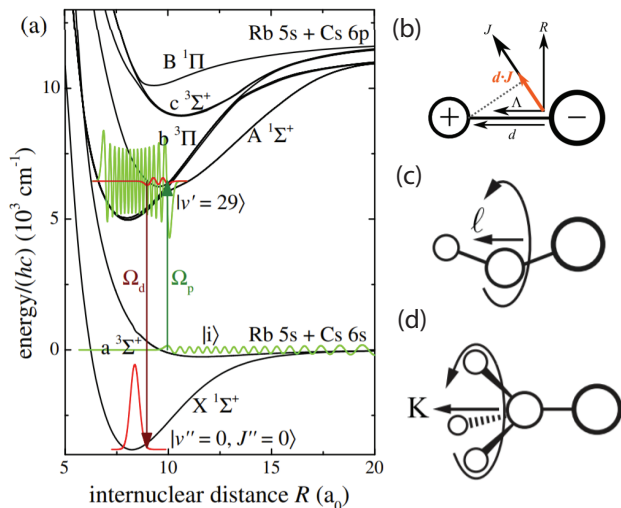 (a)
Rb 5s + Cs 6p
B ¹Π
c ³Σ⁺
b ³Π
A ¹Σ⁺
|v' = 29⟩
Ω_d
Ω_p
|i⟩
Rb 5s + Cs 6s
a ³Σ⁺
X ¹Σ⁺
|v'' = 0, J'' = 0⟩
energy/(hc) (10³ cm⁻¹)
10
5
0
5
10
15
20
internuclear distance R (a₀)
(b)
J
R
d·J
Λ
d
+
−
(c)
ℓ
(d)
K